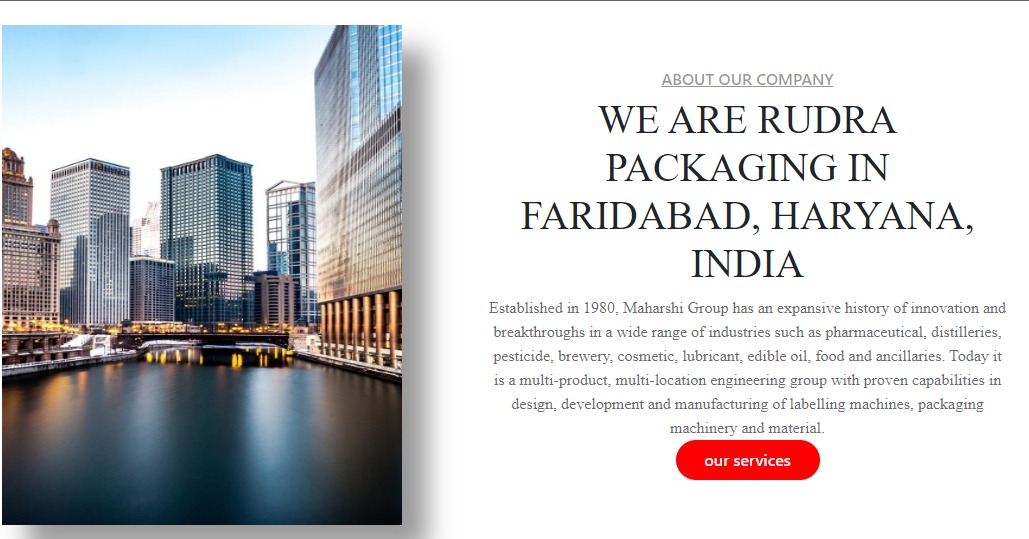 ABOUT OUR COMPANY
WE ARE RUDRA
PACKAGING IN
FARIDABAD, HARYANA,
INDIA
Established in 1980, Maharshi Group has an expansive history of innovation and
breakthroughs in a wide range of industries such as pharmaceutical, distilleries,
pesticide, brewery, cosmetic, lubricant, edible oil, food and ancillaries. Today it
is a multi-product, multi-location engineering group with proven capabilities in
design, development and manufacturing of labelling machines, packaging
machinery and material.
our services